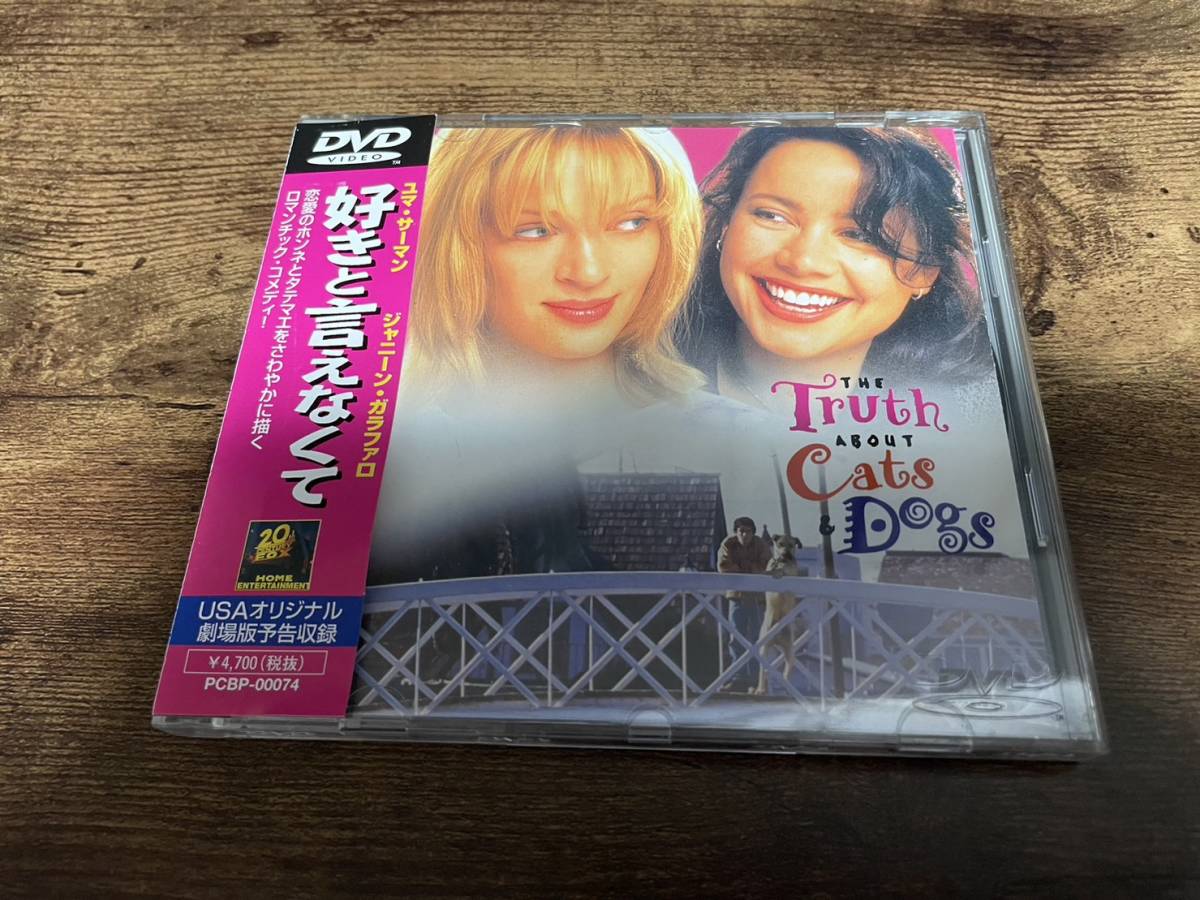 DVD
VIDEO
TM
ユマ・サーマン
ジャニーン・ガラファロ
好きと言えなくて
恋愛のホンネとタテマエをさわやかに描く
ロマンチック・コメディ!
20
CENTURY
FOX
HOME
ENTERTAINMENT
USAオリジナル
劇場版予告収録
¥4,700(税抜)
PCBP-00074
THE
Truth
ABOUT
Cats
& Dogs
DVD